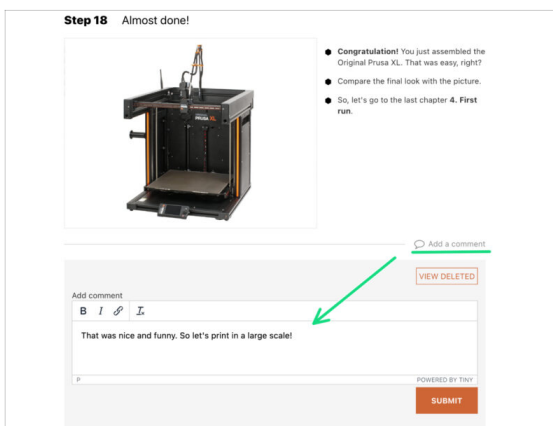 Step 18 Almost done!
PRUSA XL
Congratulation! You just assembled the
Original Prusa XL. That was easy, right?
Compare the final look with the picture.
So, let's go to the last chapter 4. First
run.
Add a comment
VIEW DELETED
Add comment
B I
That was nice and funny. So let's print in a large scale!
P
POWERED BY TINY
SUBMIT